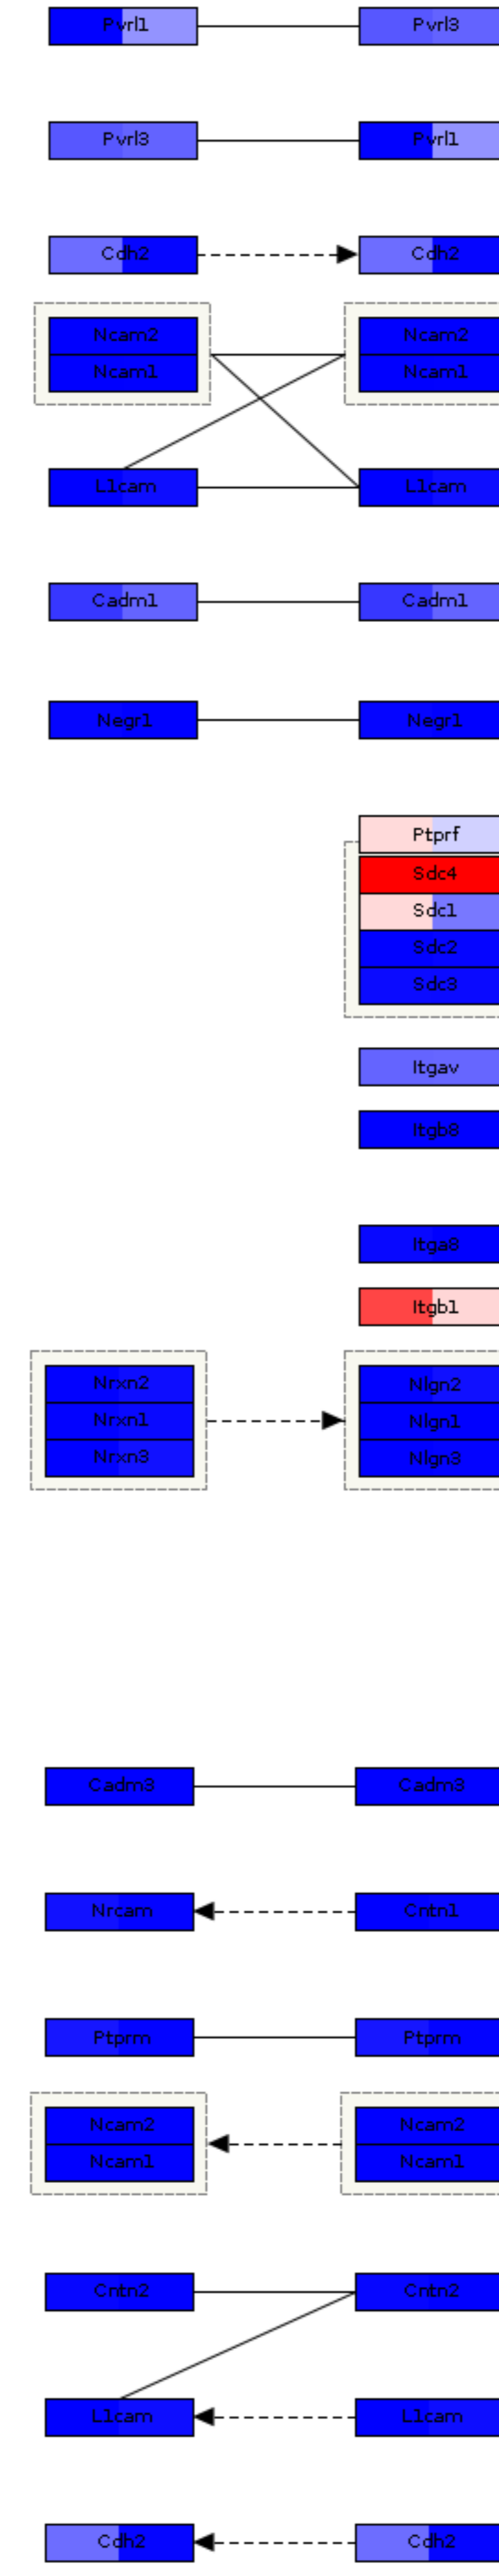 Pvrl1 Pvrl3
Pvrl3 Pvrl1
Cdh2 Cdh2
Ncam2 Ncam2
Ncam1 Ncam1
L1cam L1cam
Cadm1 Cadm1
Negr1 Negr1
Ptprf
Sdc4
Sdc1
Sdc2
Sdc3
Itgav
Itgb8
Itga8
Itgb1
Nrxn2 Nlgn2
Nrxn1 Nlgn1
Nrxn3 Nlgn3
Cadm3 Cadm3
Nrcam Cntn1
Ptprm Ptprm
Ncam2 Ncam2
Ncam1 Ncam1
Cntn2 Cntn2
L1cam L1cam
Cdh2 Cdh2